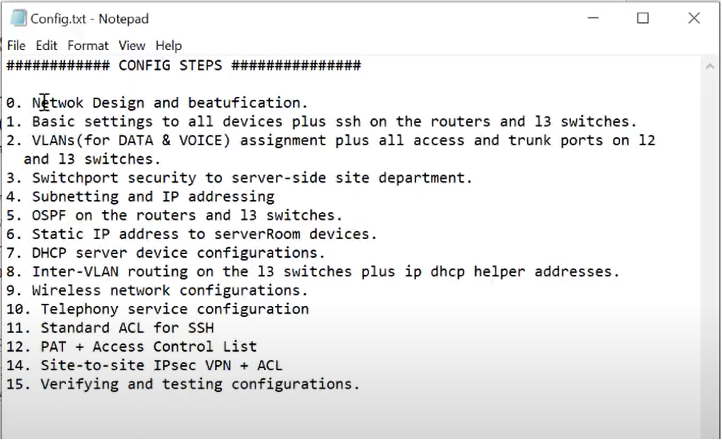 Config.txt - Notepad
File Edit Format View Help
############ CONFIG STEPS ###############
0. Netwok Design and beatufication.
1. Basic settings to all devices plus ssh on the routers and l3 switches.
2. VLANs(for DATA & VOICE) assignment plus all access and trunk ports on l2
and l3 switches.
3. Switchport security to server-side site department.
4. Subnetting and IP addressing
5. OSPF on the routers and l3 switches.
6. Static IP address to serverRoom devices.
7. DHCP server device configurations.
8. Inter-VLAN routing on the l3 switches plus ip dhcp helper addresses.
9. Wireless network configurations.
10. Telephony service configuration
11. Standard ACL for SSH
12. PAT + Access Control List
14. Site-to-site IPsec VPN + ACL
15. Verifying and testing configurations.